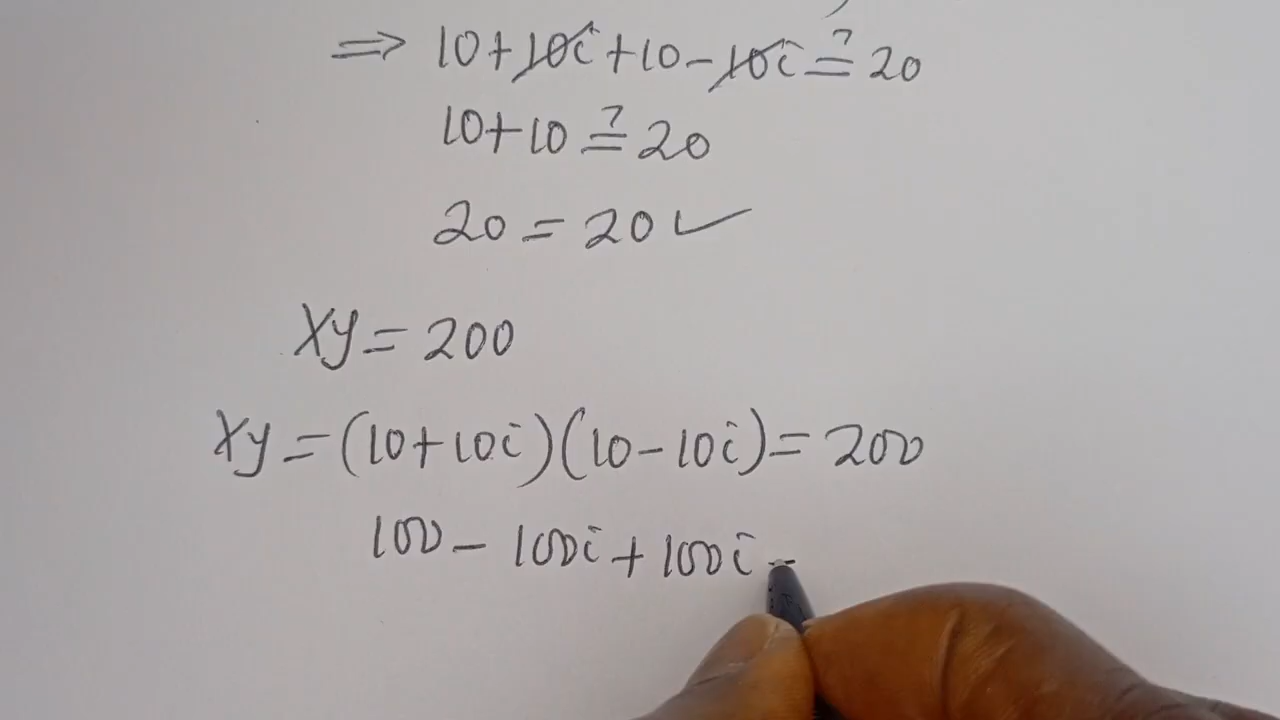 ⇒ 10+10i+10-10i ≟ 20
10+10 ≟ 20
20 = 20 ✓
xy = 200
xy = (10+10i)(10-10i) = 200
100 - 100i + 100i -